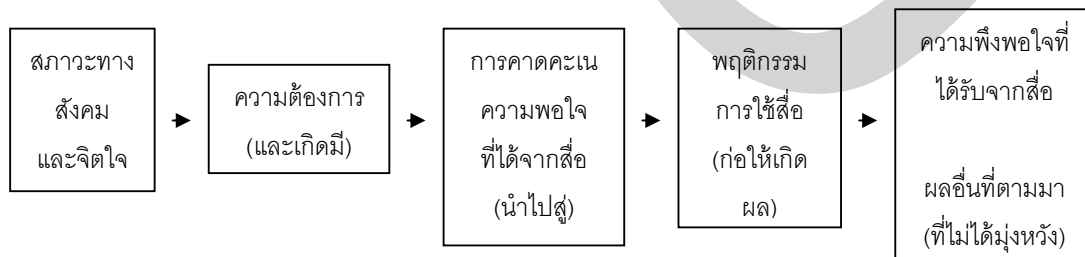 สภาวะทาง
สังคม
และจิตใจ
ความต้องการ
(และเกิดมี)
การคาดคะเน
ความพอใจ
ที่ได้จากสื่อ
(นำไปสู่)
พฤติกรรม
การใช้สื่อ
(ก่อให้เกิด
ผล)
ความพึงพอใจที่
ได้รับจากสื่อ
ผลอื่นที่ตามมา
(ที่ไม่ได้มุ่งหวัง)